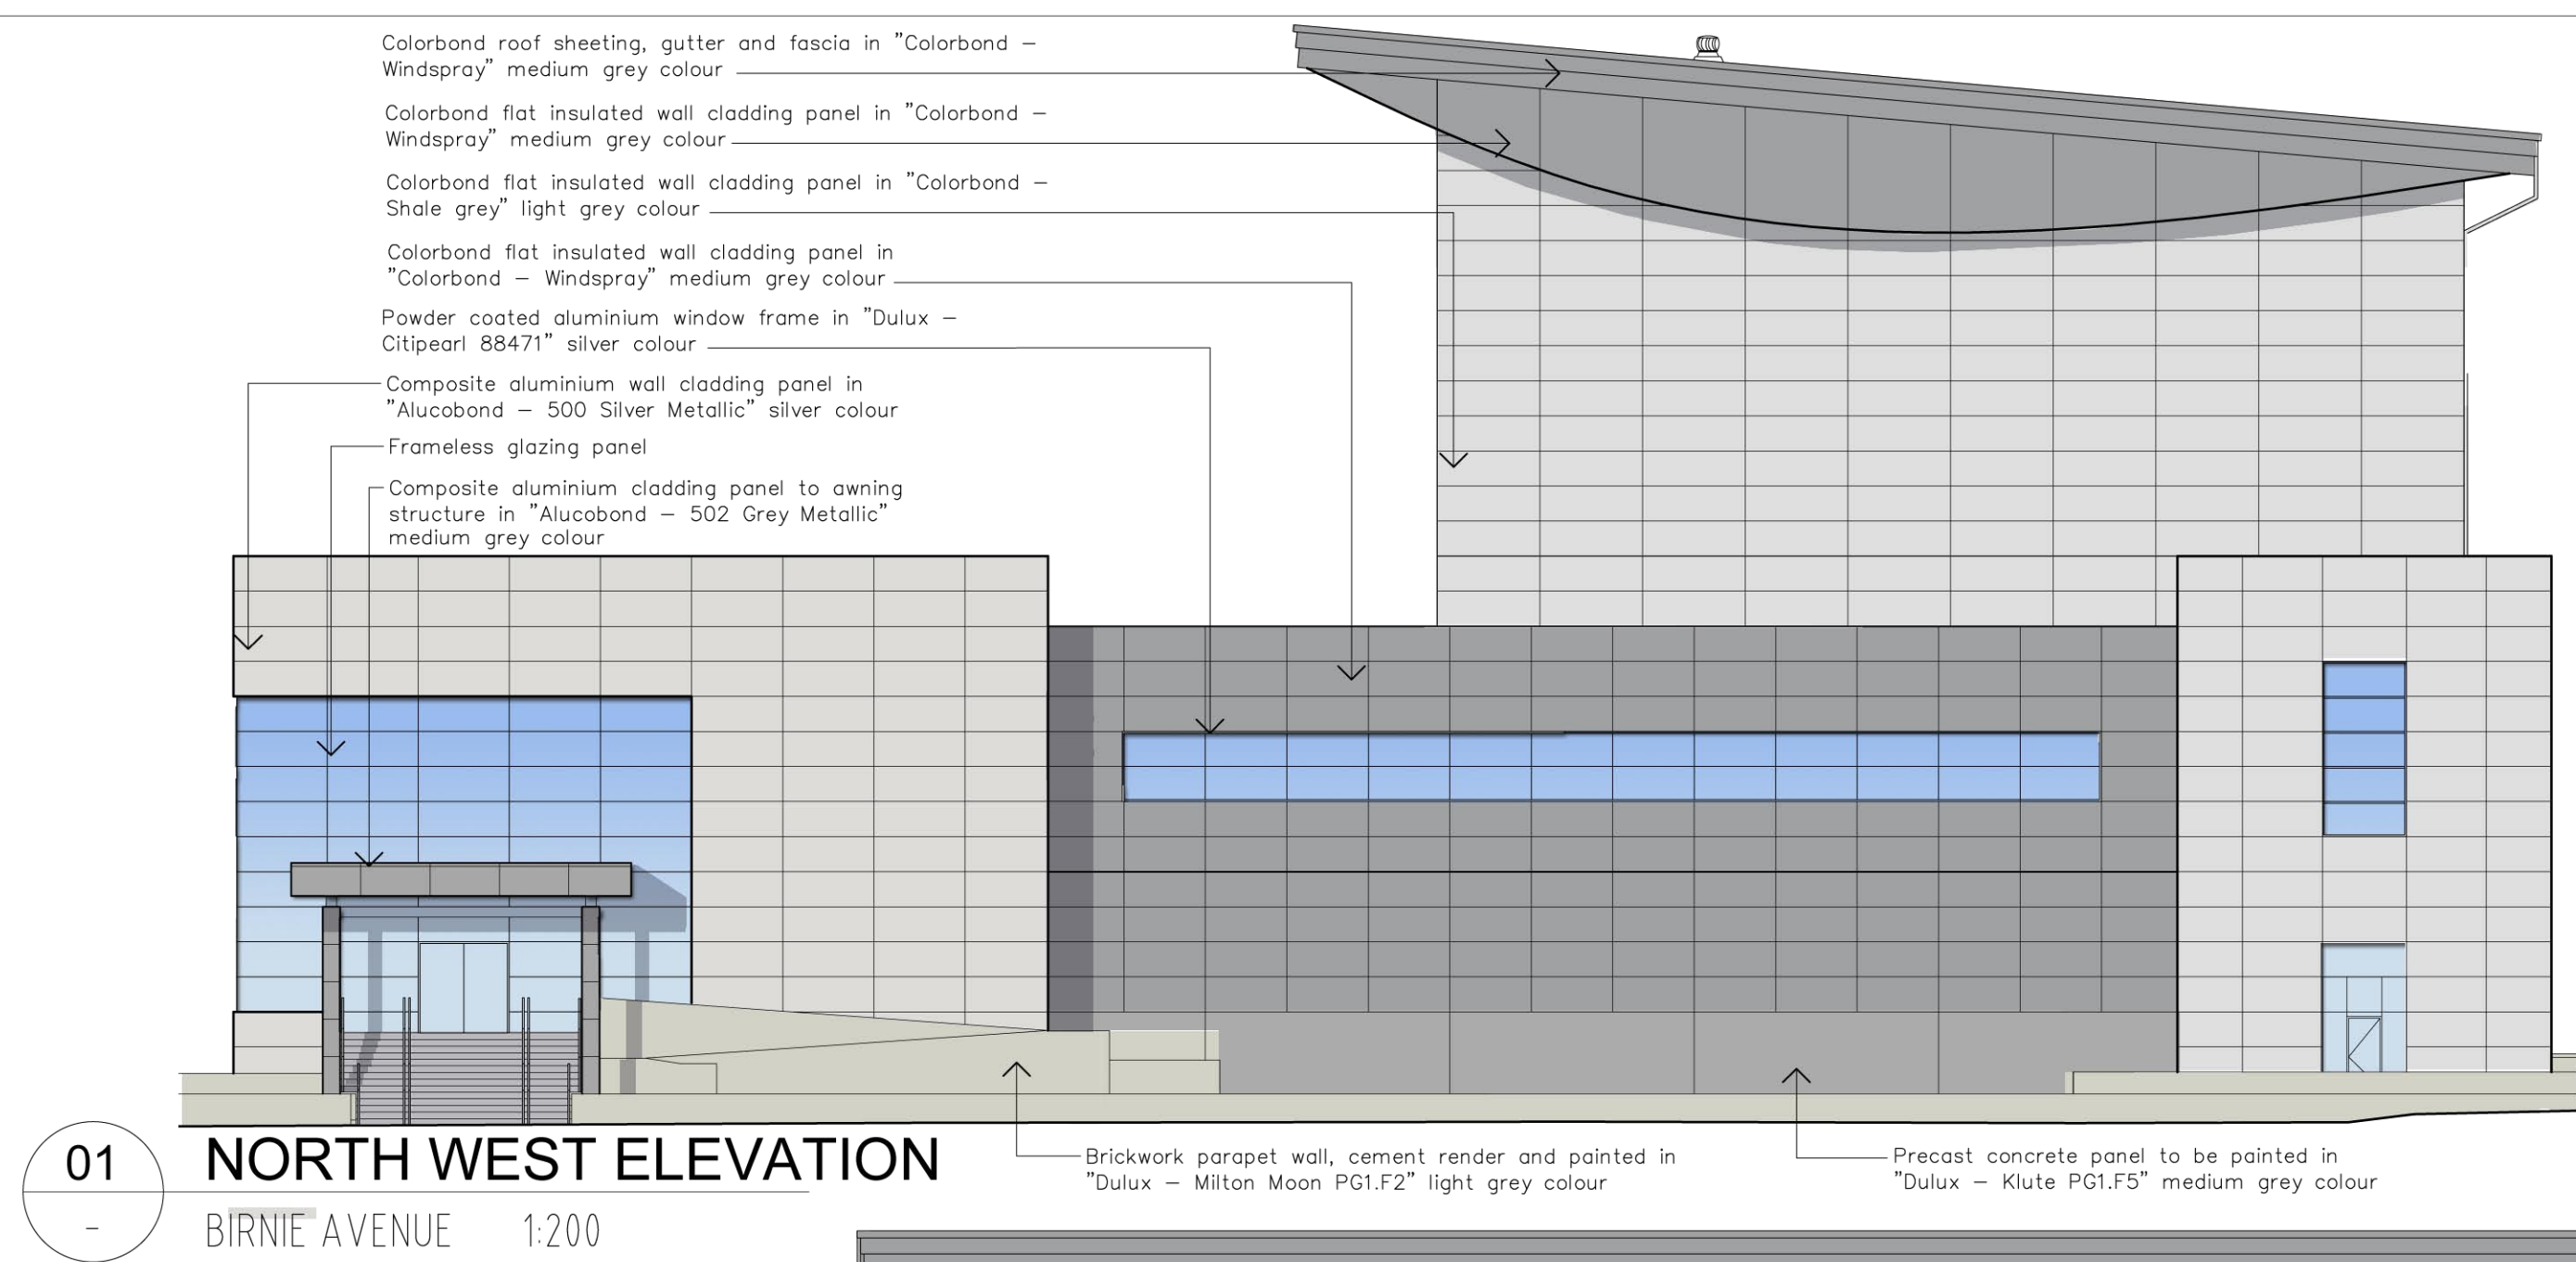 Colorbond roof sheeting, gutter and fascia in "Colorbond –
Windspray" medium grey colour
Colorbond flat insulated wall cladding panel in "Colorbond –
Windspray" medium grey colour
Colorbond flat insulated wall cladding panel in "Colorbond –
Shale grey" light grey colour
Colorbond flat insulated wall cladding panel in
"Colorbond – Windspray" medium grey colour
Powder coated aluminium window frame in "Dulux –
Citipearl 88471" silver colour
Composite aluminium wall cladding panel in
"Alucobond – 500 Silver Metallic" silver colour
Frameless glazing panel
Composite aluminium cladding panel to awning
structure in "Alucobond – 502 Grey Metallic"
medium grey colour
Brickwork parapet wall, cement render and painted in
"Dulux – Milton Moon PG1.F2" light grey colour
Precast concrete panel to be painted in
"Dulux – Klute PG1.F5" medium grey colour
01
–
NORTH WEST ELEVATION
BIRNIE AVENUE 1:200